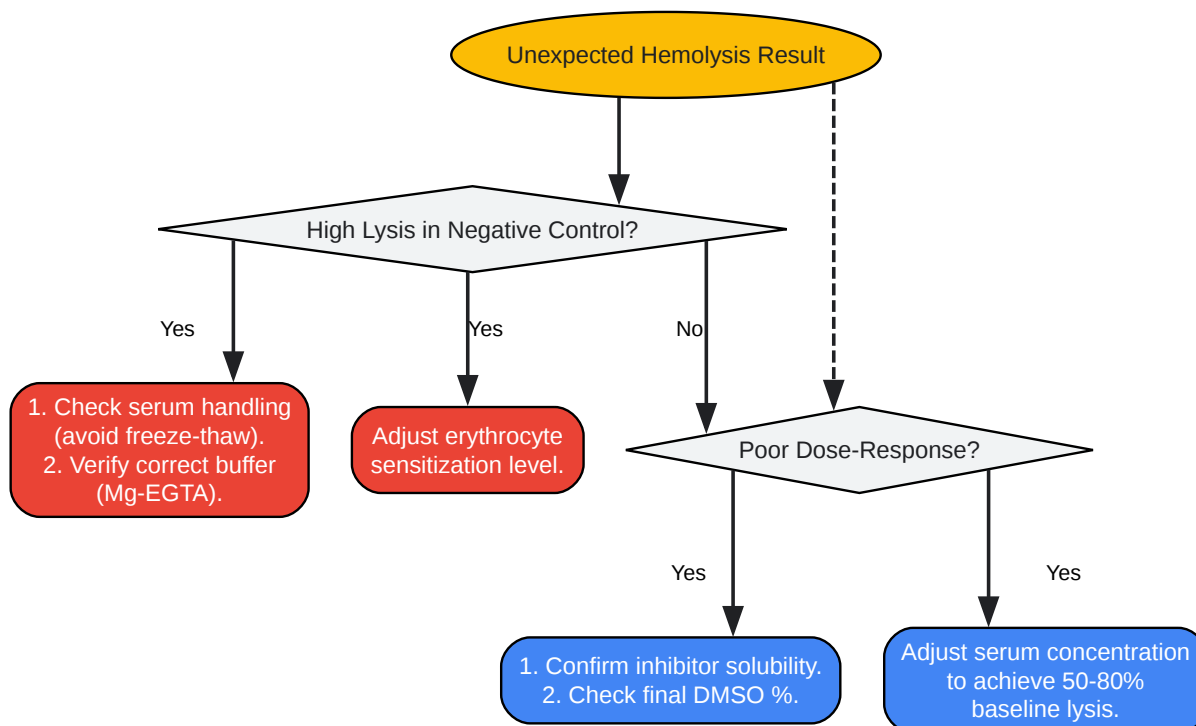 Unexpected Hemolysis Result
High Lysis in Negative Control?
Yes
Yes
No
1. Check serum handling
(avoid freeze-thaw).
2. Verify correct buffer
(Mg-EGTA).
Adjust erythrocyte
sensitization level.
Poor Dose-Response?
Yes
Yes
1. Confirm inhibitor solubility.
2. Check final DMSO %.
Adjust serum concentration
to achieve 50-80%
baseline lysis.